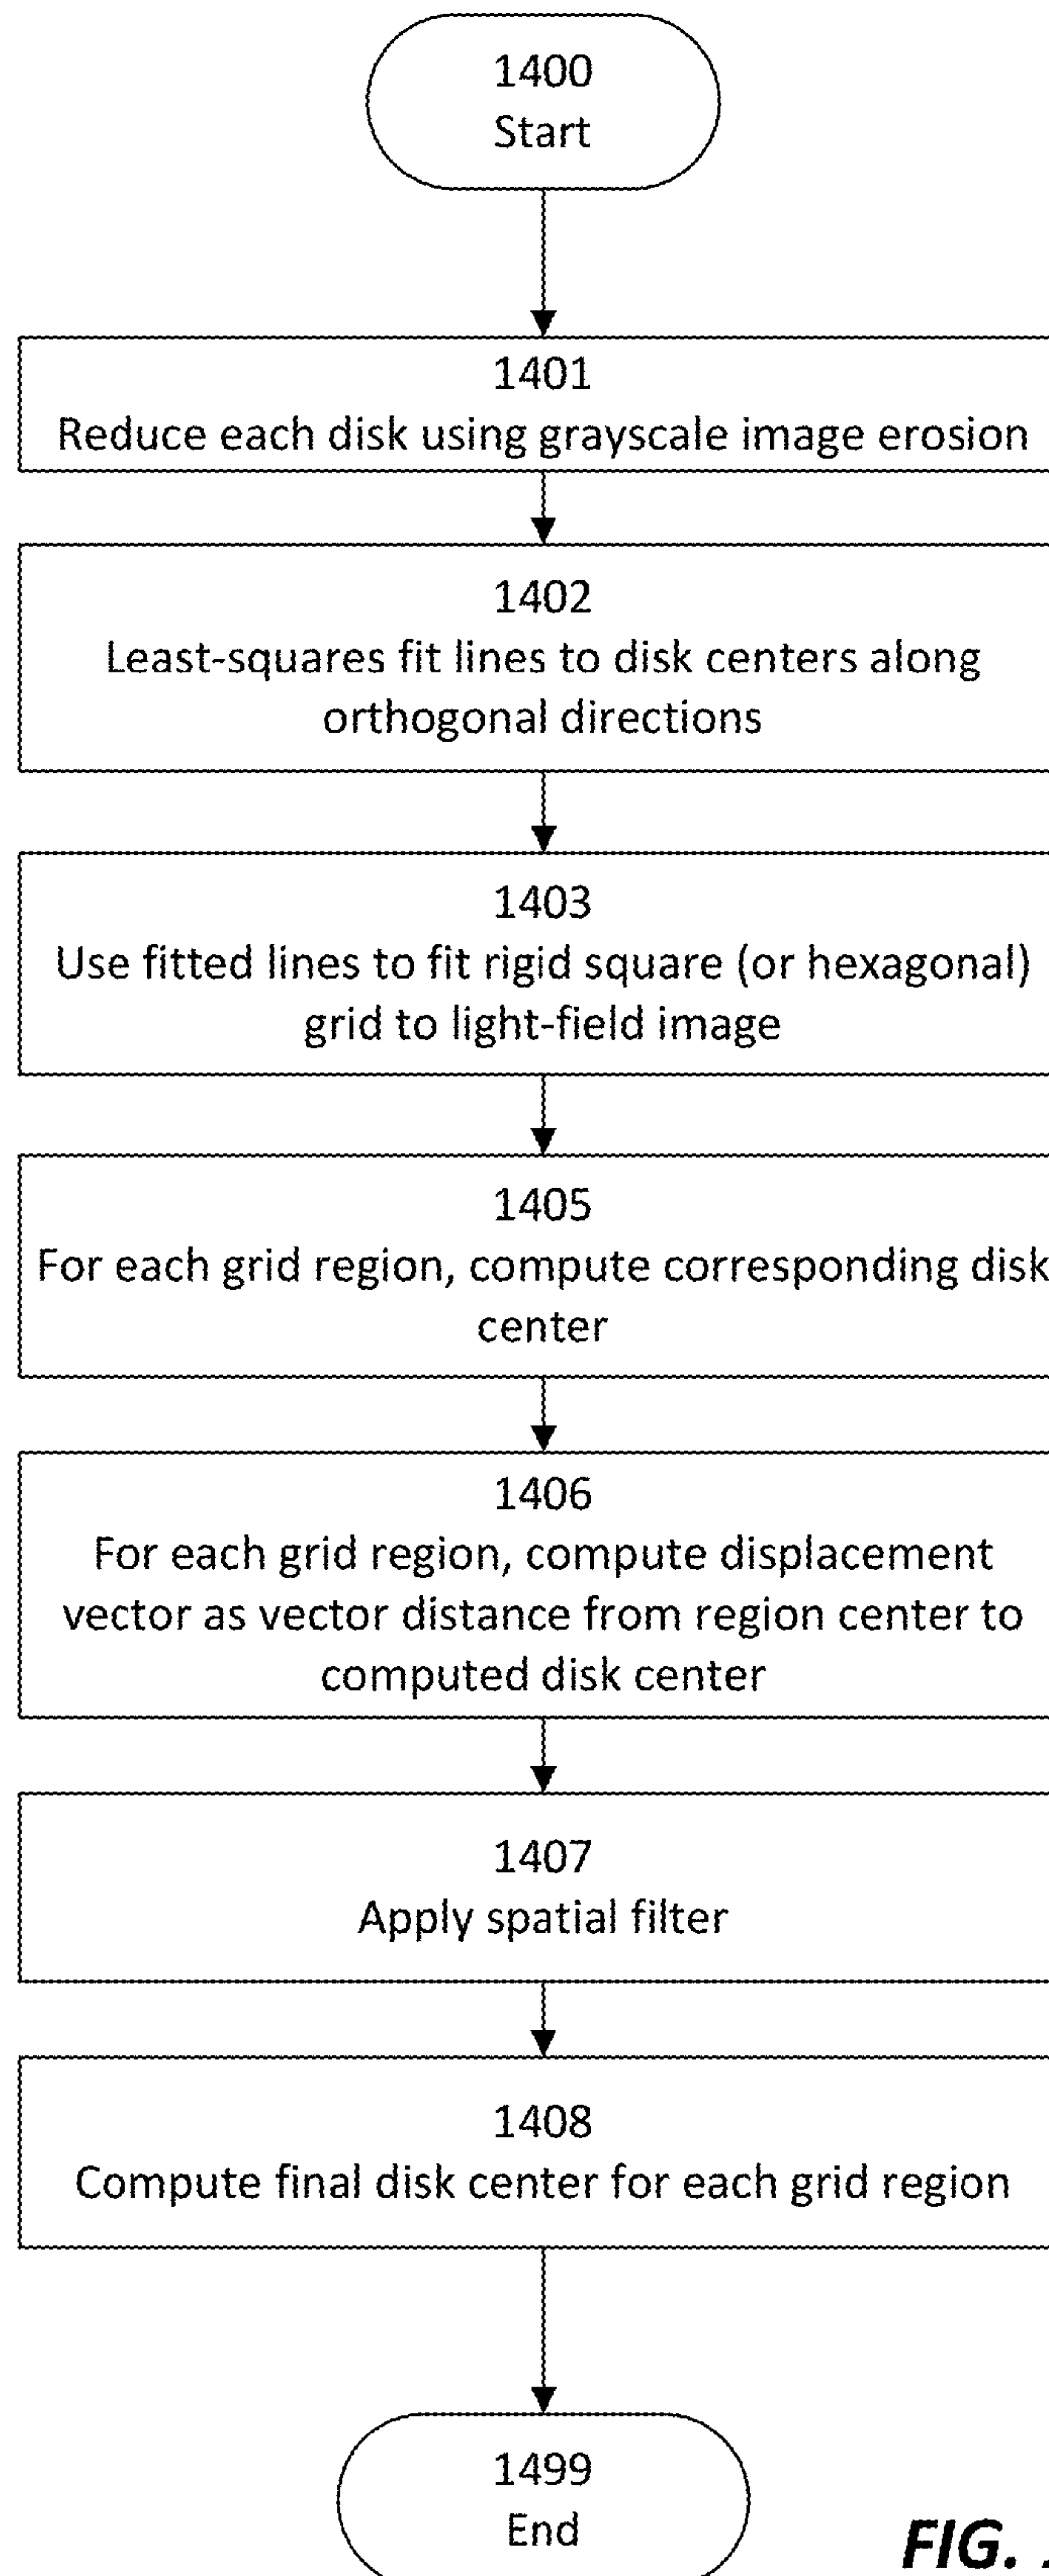 1400
Start
1401
Reduce each disk using grayscale image erosion
1402
Least-squares fit lines to disk centers along
orthogonal directions
1403
Use fitted lines to fit rigid square (or hexagonal)
grid to light-field image
1405
For each grid region, compute corresponding disk
center
1406
For each grid region, compute displacement
vector as vector distance from region center to
computed disk center
1407
Apply spatial filter
1408
Compute final disk center for each grid region
1499
End
FIG.